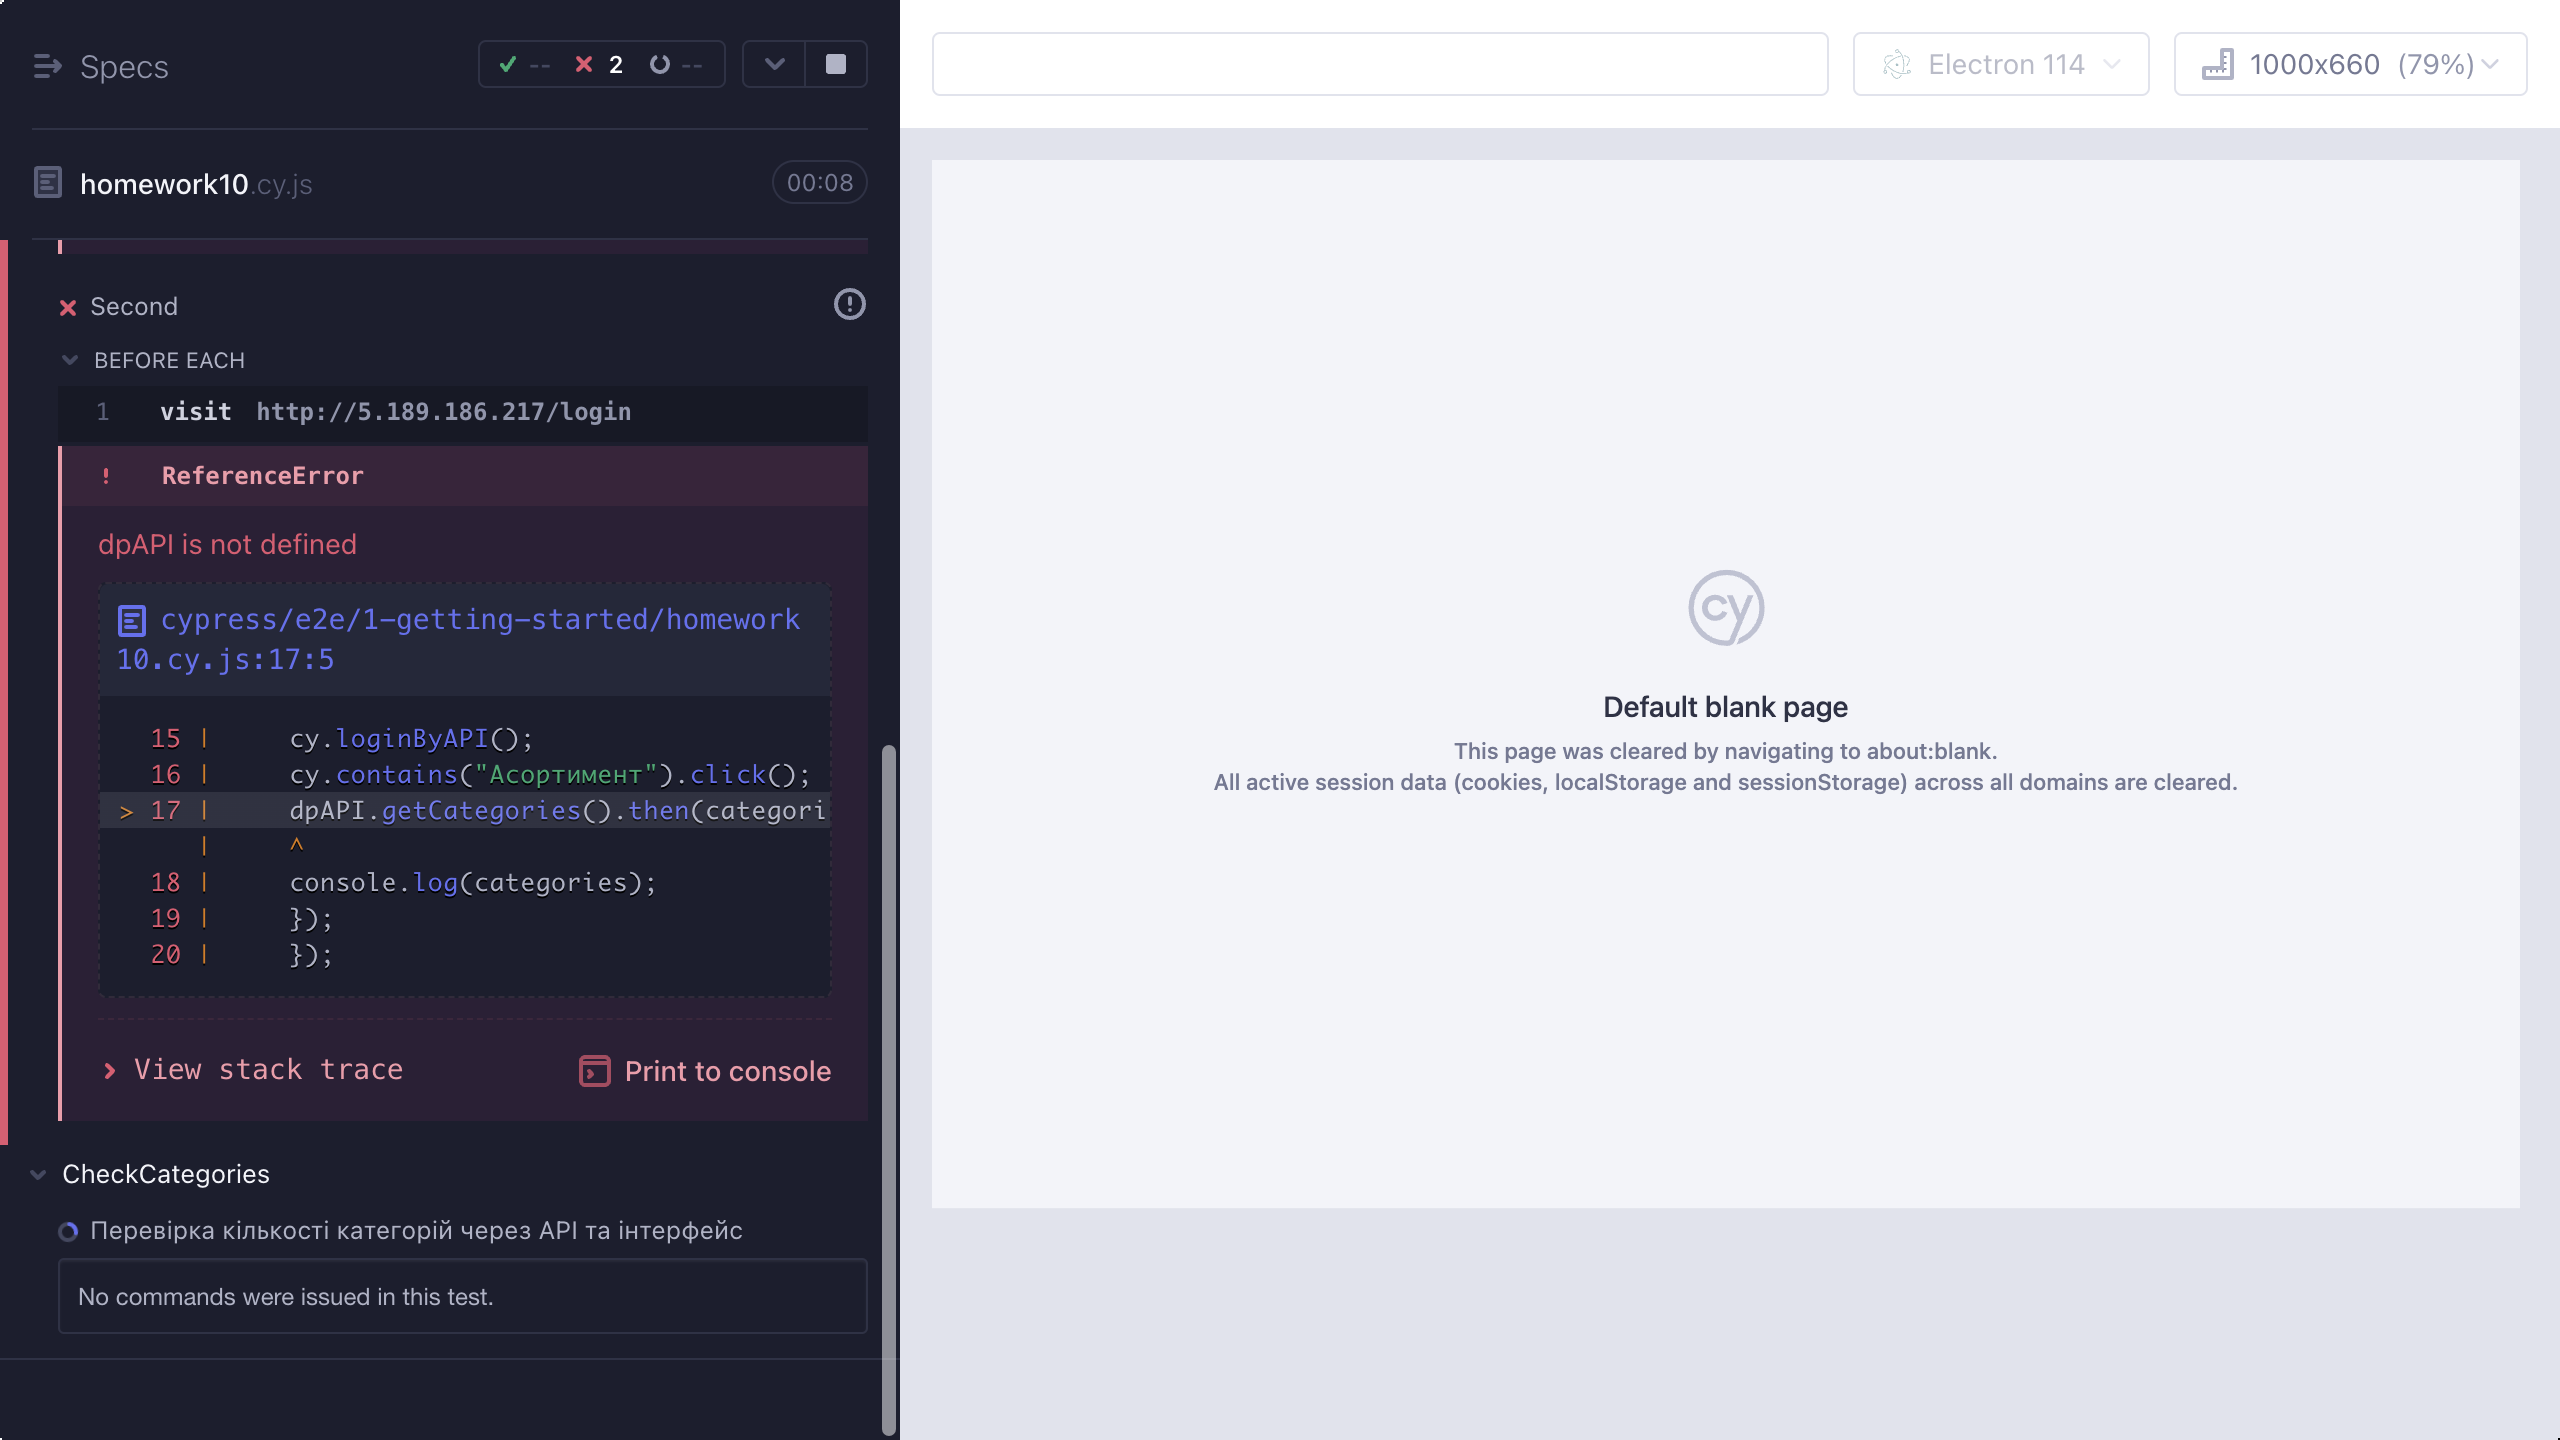 Specs
-- 2 --
homework10.cy.js 00:08
Second
BEFORE EACH
1 visit http://5.189.186.217/login
! ReferenceError
dpAPI is not defined
cypress/e2e/1-getting-started/homework
10.cy.js:17:5
15 | cy.loginByAPI();
16 | cy.contains("Асортимент").click();
> 17 | dpAPI.getCategories().then(categori
| ^
18 | console.log(categories);
19 | });
20 | });
View stack trace Print to console
CheckCategories
Перевірка кількості категорій через API та інтерфейс
No commands were issued in this test.
Electron 114 1000x660 (79%)
cy
Default blank page
This page was cleared by navigating to about:blank.
All active session data (cookies, localStorage and sessionStorage) across all domains are cleared.